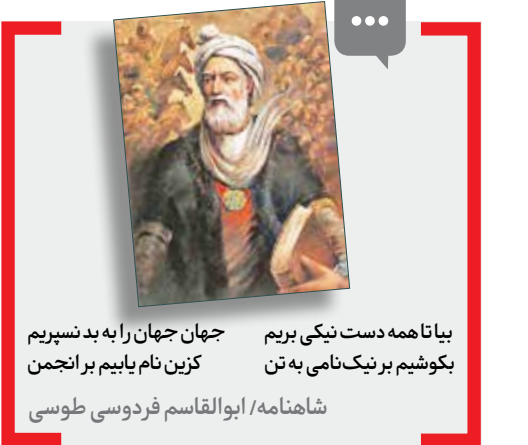 بیا تا همه دست نیکی بریم جهان جهان را به بد نسپریم
بکوشیم بر نیک‌نامی به تن کزین نام یابیم بر انجمن
شاهنامه/ ابوالقاسم فردوسی طوسی